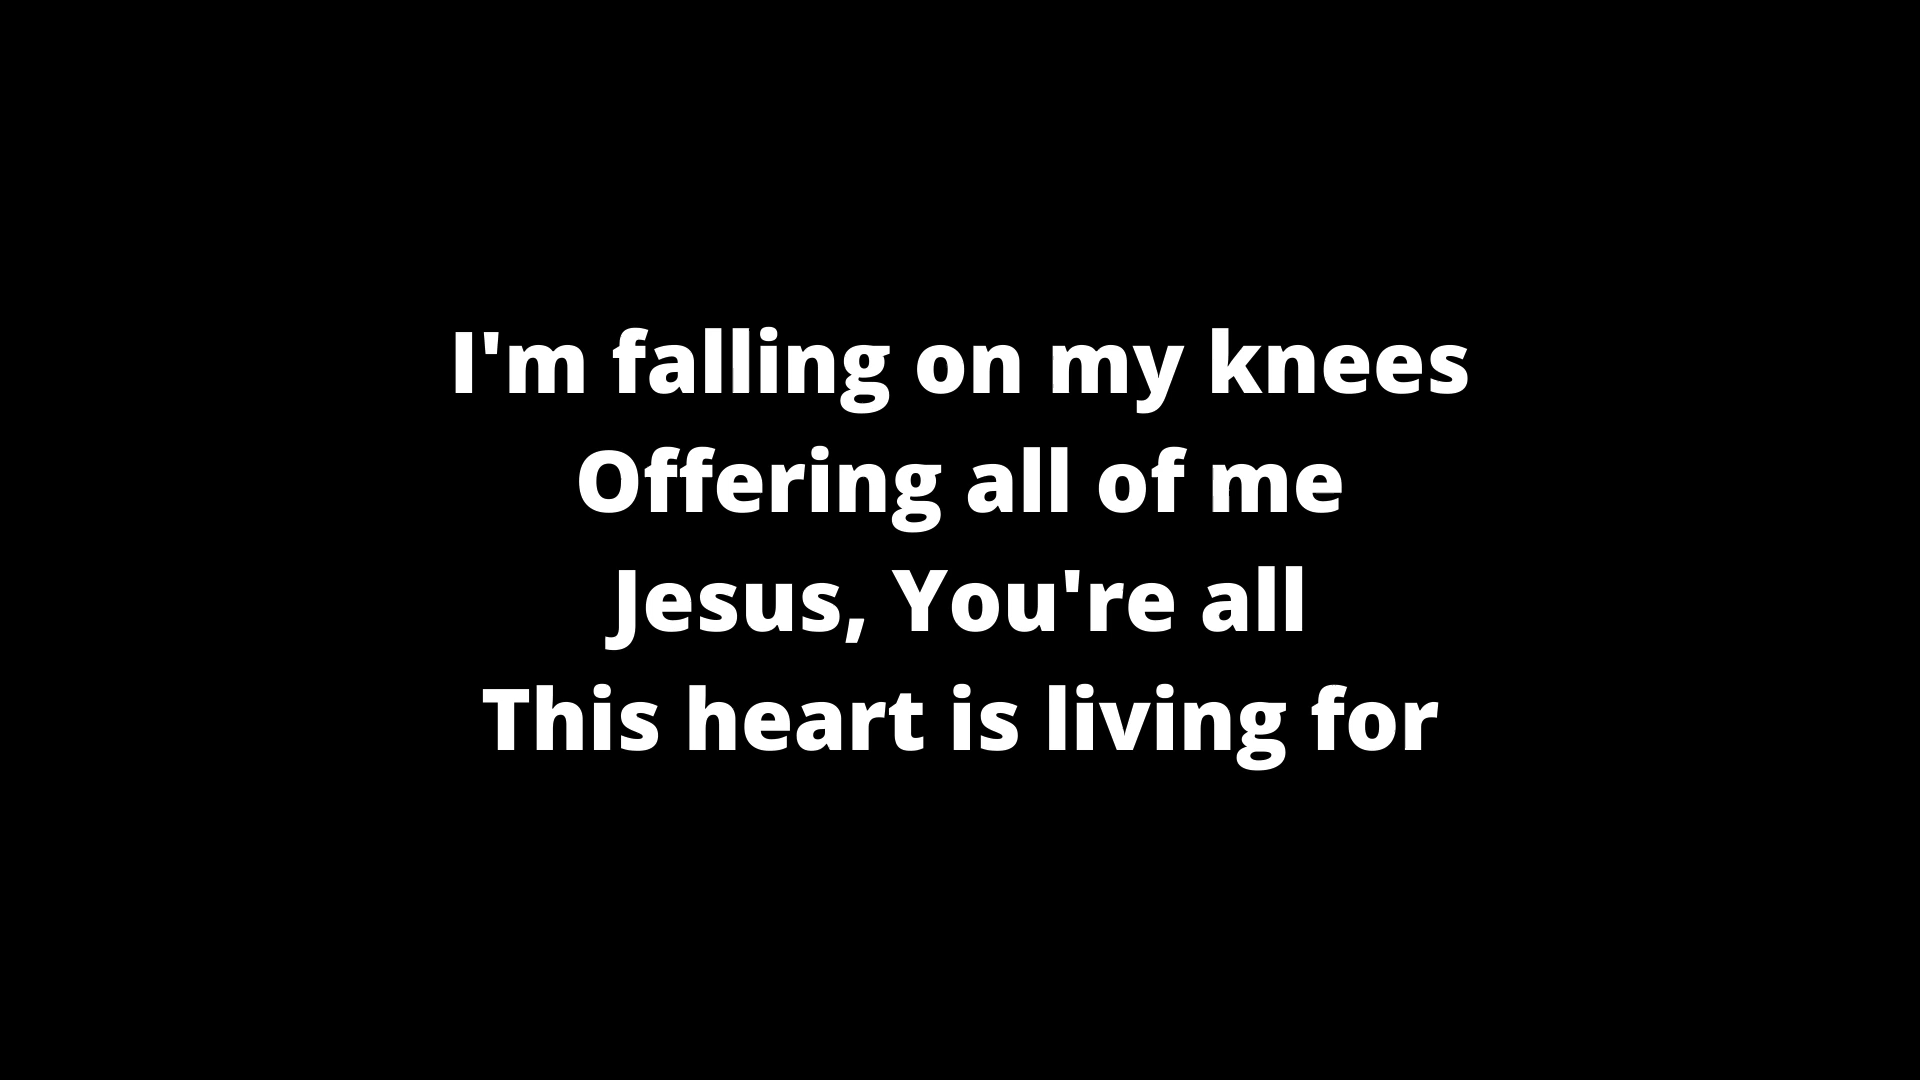 I'm falling on my knees
Offering all of me
Jesus, You're all
This heart is living for